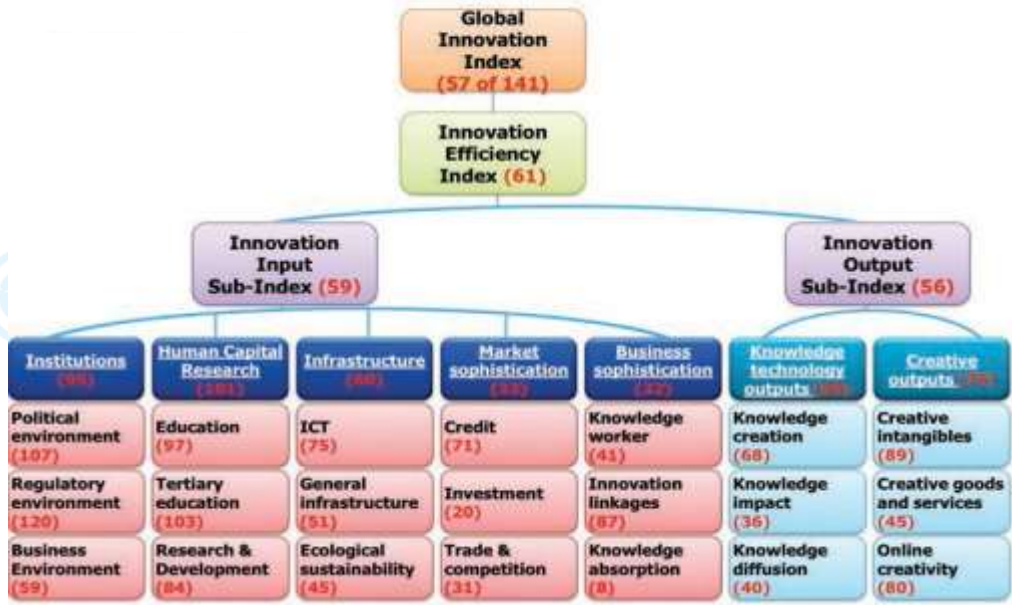 Global
Innovation
Index
(57 of 141)
Innovation
Efficiency
Index (61)
Innovation
Input
Sub-Index (59)
Innovation
Output
Sub-Index (56)
Institutions
Human Capital
Research (101)
Infrastructure
Market
sophistication
Business
sophistication
Knowledge
technology
outputs
Creative
outputs
Political
environment
(107)
Education
(97)
ICT
(75)
Credit
(71)
Knowledge
worker
(41)
Knowledge
creation
(68)
Creative
intangibles
(89)
Regulatory
environment
(120)
Tertiary
education
(103)
General
infrastructure
(51)
Investment
(20)
Innovation
linkages
(87)
Knowledge
impact
(36)
Creative goods
and services
(45)
Business
Environment
(59)
Research &
Development
(84)
Ecological
sustainability
(45)
Trade &
competition
(31)
Knowledge
absorption
(8)
Knowledge
diffusion
(40)
Online
creativity
(80)